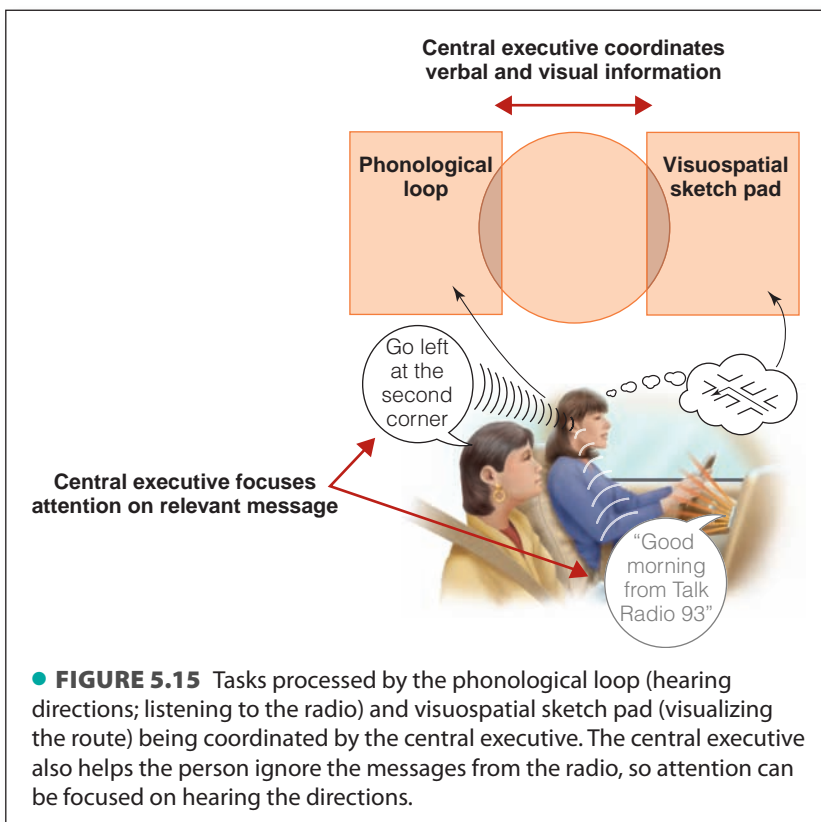 Central executive coordinates
verbal and visual information
Phonological
loop
Visuospatial
sketch pad
Go left
at the
second
corner
Central executive focuses
attention on relevant message
“Good
morning
from Talk
Radio 93”
● FIGURE 5.15 Tasks processed by the phonological loop (hearing
directions; listening to the radio) and visuospatial sketch pad (visualizing
the route) being coordinated by the central executive. The central executive
also helps the person ignore the messages from the radio, so attention can
be focused on hearing the directions.